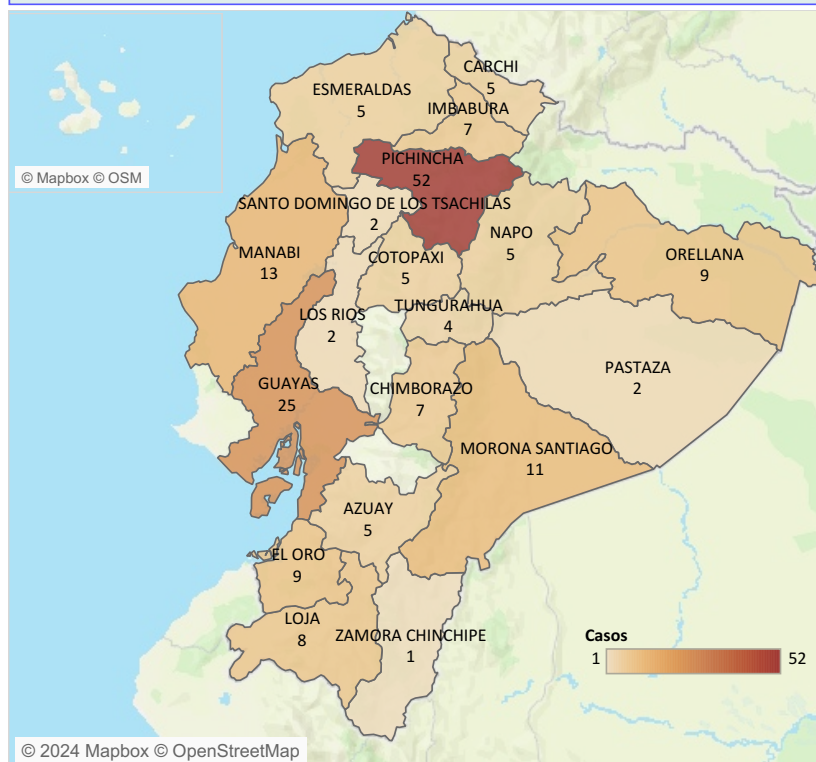 CARCHI
5
ESMERALDAS
5
IMBABURA
7
© Mapbox © OSM
PICHINCHA
52
SANTO DOMINGO DE LOS TSACHILAS
2
NAPO
5
MANABI
13
COTOPAXI
5
ORELLANA
9
TUNGURAHUA
4
LOS RIOS
2
PASTAZA
2
GUAYAS
25
CHIMBORAZO
7
MORONA SANTIAGO
11
AZUAY
5
EL ORO
9
LOJA
8
ZAMORA CHINCHIPE
1
Casos
1 52
© 2024 Mapbox © OpenStreetMap